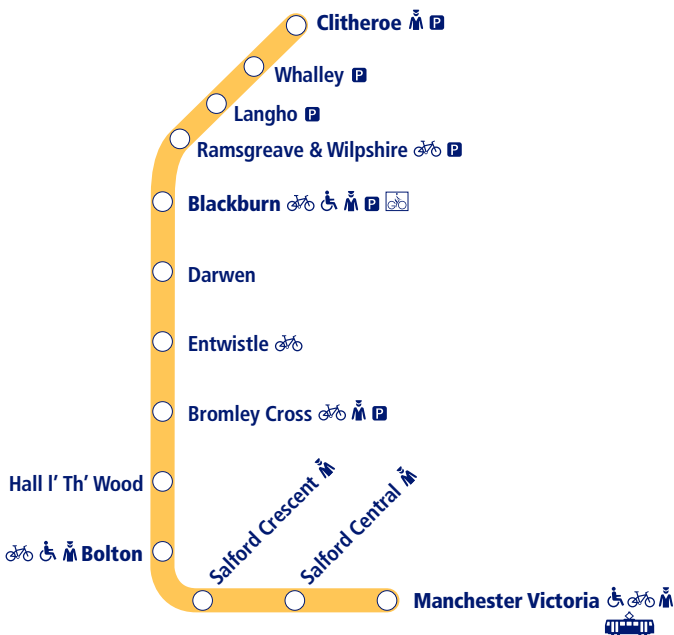 Clitheroe P
Whalley P
Langho P
Ramsgreave & Wilpshire P
Blackburn P
Darwen
Entwistle
Bromley Cross P
Hall l’ Th’ Wood
Bolton
Salford Crescent
Salford Central
Manchester Victoria